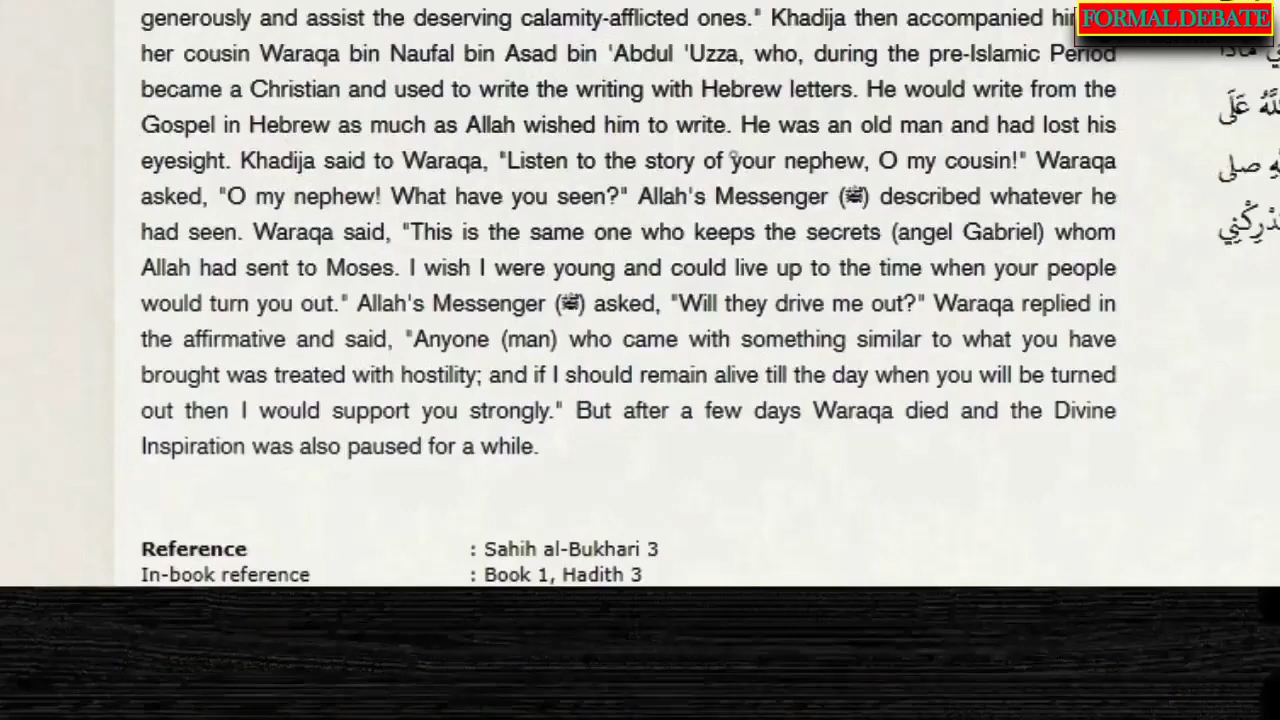 generously and assist the deserving calamity-afflicted ones." Khadija then accompanied
FORMAL DEBATE
her cousin Waraqa bin Naufal bin Asad bin 'Abdul 'Uzza, who, during the pre-Islamic Period
became a Christian and used to write the writing with Hebrew letters. He would write from the
Gospel in Hebrew as much as Allah wished him to write. He was an old man and had lost his
eyesight. Khadija said to Waraqa, "Listen to the story of your nephew, O my cousin!" Waraqa
asked, "O my nephew! What have you seen?" Allah's Messenger (ﷺ) described whatever he
had seen. Waraqa said, "This is the same one who keeps the secrets (angel Gabriel) whom
Allah had sent to Moses. I wish I were young and could live up to the time when your people
would turn you out." Allah's Messenger (ﷺ) asked, "Will they drive me out?" Waraqa replied in
the affirmative and said, "Anyone (man) who came with something similar to what you have
brought was treated with hostility; and if I should remain alive till the day when you will be turned
out then I would support you strongly." But after a few days Waraqa died and the Divine
Inspiration was also paused for a while.
اللَّهُ عَلَى
صلى
Reference : Sahih al-Bukhari 3
In-book reference : Book 1, Hadith 3